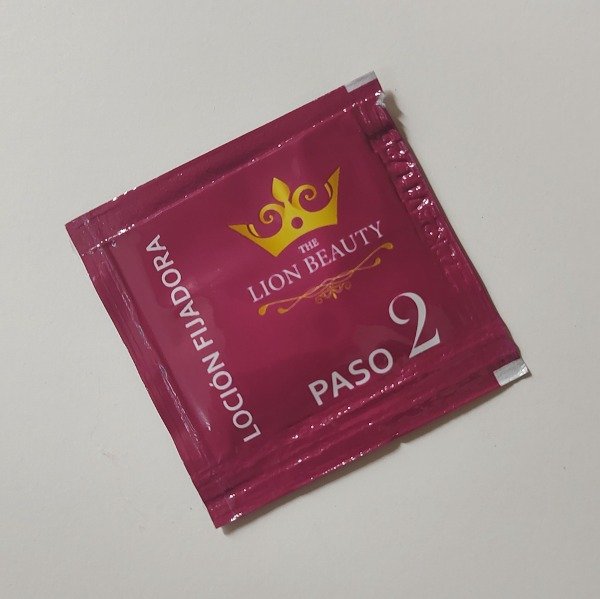 THE
LION BEAUTY
LOCIÓN FIJADORA
PASO 2